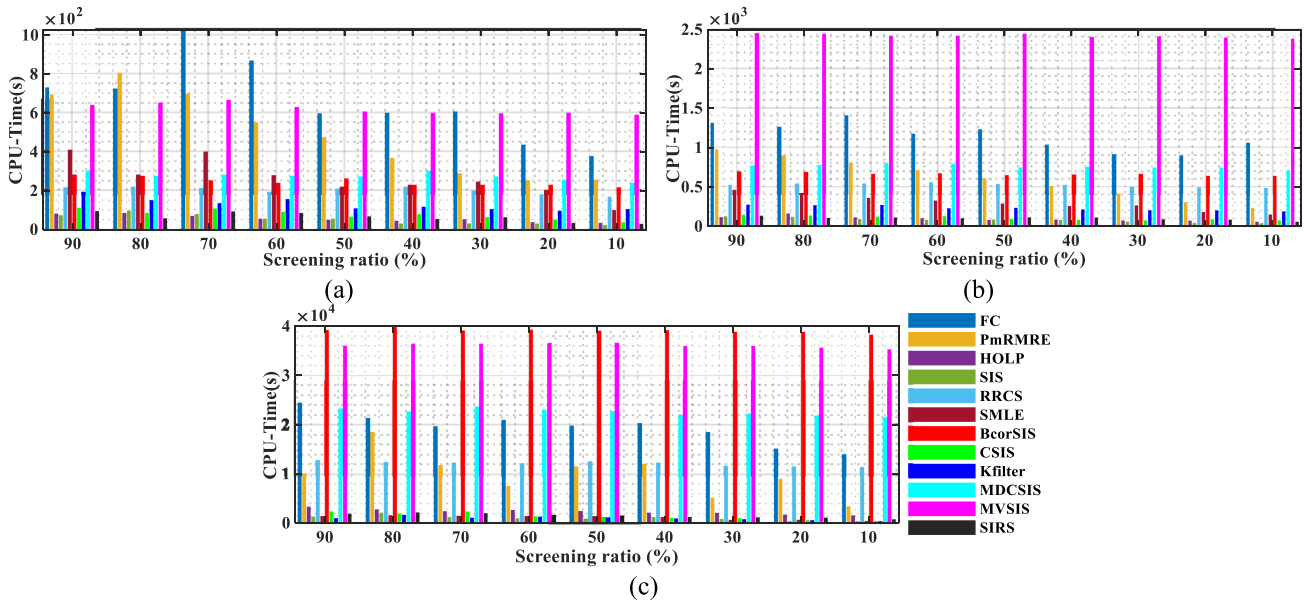 ×10²
10
8
6
4
2
0
CPU-Time(s)
90 80 70 60 50 40 30 20 10
Screening ratio (%)
(a)
×10³
2.5
2
1.5
1
0.5
0
CPU-Time(s)
90 80 70 60 50 40 30 20 10
Screening ratio (%)
(b)
×10⁴
4
3
2
1
0
CPU-Time(s)
90 80 70 60 50 40 30 20 10
Screening ratio (%)
(c)
FC
PmRMRE
HOLP
SIS
RRCS
SMLE
BcorSIS
CSIS
Kfilter
MDCSIS
MVSIS
SIRS